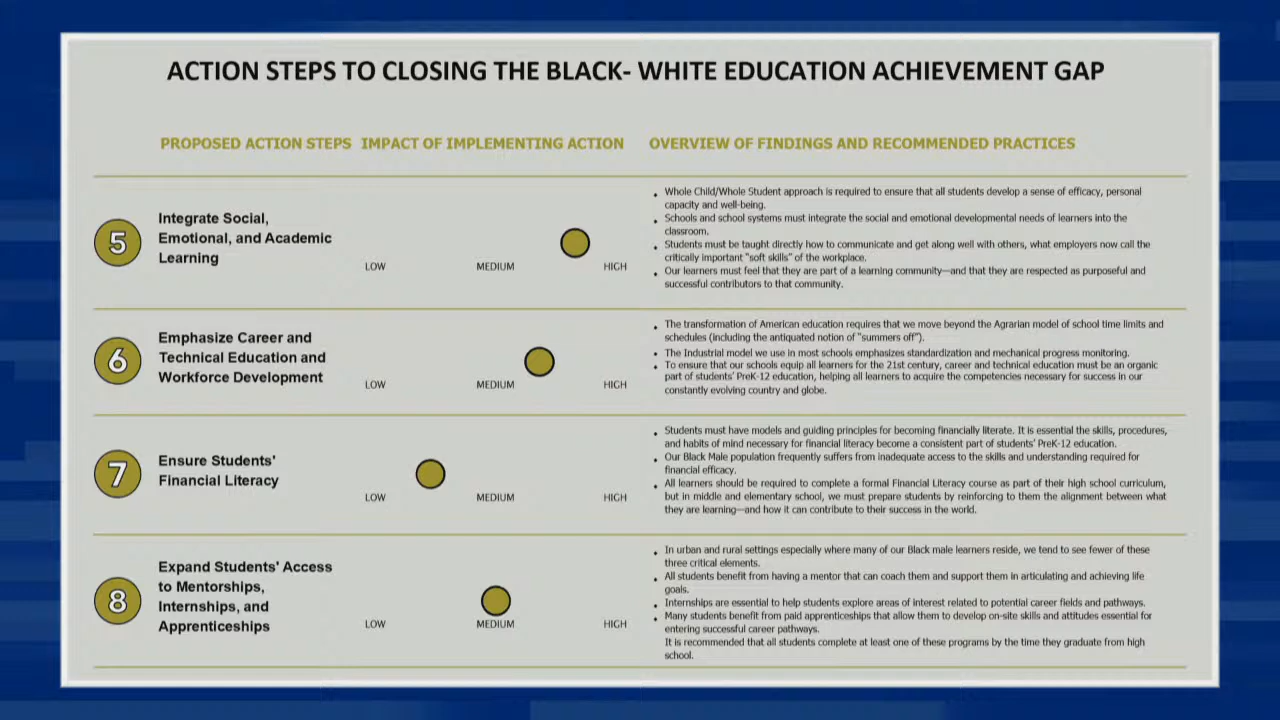 ACTION STEPS TO CLOSING THE BLACK- WHITE EDUCATION ACHIEVEMENT GAP
PROPOSED ACTION STEPS IMPACT OF IMPLEMENTING ACTION OVERVIEW OF FINDINGS AND RECOMMENDED PRACTICES
5
Integrate Social,
Emotional, and Academic
Learning
LOW MEDIUM HIGH
• Whole Child/Whole Student approach is required to ensure that all students develop a sense of efficacy, personal
capacity and well-being.
• Schools and school systems must integrate the social and emotional developmental needs of learners into the
classroom.
• Students must be taught directly how to communicate and get along well with others, what employers now call the
critically important "soft skills" of the workplace.
• Our learners must feel that they are part of a learning community—and that they are respected as purposeful and
successful contributors to that community.
6
Emphasize Career and
Technical Education and
Workforce Development
LOW MEDIUM HIGH
• The transformation of American education requires that we move beyond the Agrarian model of school time limits and
schedules (including the antiquated notion of "summers off").
• The Industrial model we use in most schools emphasizes standardization and mechanical progress monitoring.
• To ensure that our schools equip all learners for the 21st century, career and technical education must be an organic
part of students' PreK-12 education, helping all learners to acquire the competencies necessary for success in our
constantly evolving country and globe.
7
Ensure Students'
Financial Literacy
LOW MEDIUM HIGH
• Students must have models and guiding principles for becoming financially literate. It is essential the skills, procedures,
and habits of mind necessary for financial literacy become a consistent part of students' PreK-12 education.
• Our Black Male population frequently suffers from inadequate access to the skills and understanding required for
financial efficacy.
• All learners should be required to complete a formal Financial Literacy course as part of their high school curriculum,
but in middle and elementary school, we must prepare students by reinforcing to them the alignment between what
they are learning—and how it can contribute to their success in the world.
8
Expand Students' Access
to Mentorships,
Internships, and
Apprenticeships
LOW MEDIUM HIGH
• In urban and rural settings especially where many of our Black male learners reside, we tend to see fewer of these
three critical elements.
• All students benefit from having a mentor that can coach them and support them in articulating and achieving life
goals.
• Internships are essential to help students explore areas of interest related to potential career fields and pathways.
• Many students benefit from paid apprenticeships that allow them to develop on-site skills and attitudes essential for
entering successful career pathways.
It is recommended that all students complete at least one of these programs by the time they graduate from high
school.